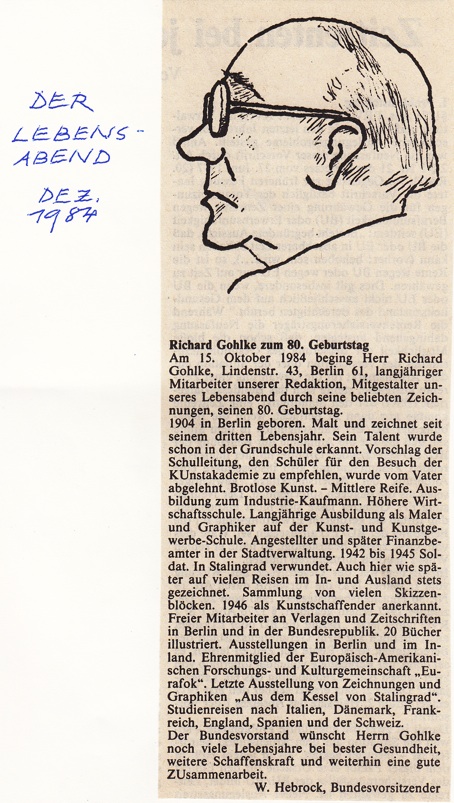 DER
LEBENS-
ABEND
DEZ.
1984
Richard Gohlke zum 80. Geburtstag
Am 15. Oktober 1984 beging Herr Richard
Gohlke, Lindenstr. 43, Berlin 61, langjähriger
Mitarbeiter unserer Redaktion, Mitgestalter un-
seres Lebensabend durch seine beliebten Zeich-
nungen, seinen 80. Geburtstag.
1904 in Berlin geboren. Malt und zeichnet seit
seinem dritten Lebensjahr. Sein Talent wurde
schon in der Grundschule erkannt. Vorschlag der
Schulleitung, den Schüler für den Besuch der
KUnstakademie zu empfehlen, wurde vom Vater
abgelehnt. Brotlose Kunst. – Mittlere Reife. Aus-
bildung zum Industrie-Kaufmann. Höhere Wirt-
schaftsschule. Langjährige Ausbildung als Maler
und Graphiker auf der Kunst- und Kunstge-
werbe-Schule. Angestellter und später Finanzbe-
amter in der Stadtverwaltung. 1942 bis 1945 Sol-
dat. In Stalingrad verwundet. Auch hier wie spä-
ter auf vielen Reisen im In- und Ausland stets
gezeichnet. Sammlung von vielen Skizzen-
blöcken. 1946 als Kunstschaffender anerkannt.
Freier Mitarbeiter an Verlagen und Zeitschriften
in Berlin und in der Bundesrepublik. 20 Bücher
illustriert. Ausstellungen in Berlin und im In-
land. Ehrenmitglied der Europäisch-Amerikani-
schen Forschungs- und Kulturgemeinschaft „Eu-
rafok“. Letzte Ausstellung von Zeichnungen und
Graphiken „Aus dem Kessel von Stalingrad“.
Studienreisen nach Italien, Dänemark, Frank-
reich, England, Spanien und der Schweiz.
Der Bundesvorstand wünscht Herrn Gohlke
noch viele Lebensjahre bei bester Gesundheit,
weitere Schaffenskraft und weiterhin eine gute
ZUsammenarbeit.
W. Hebrock, Bundesvorsitzender